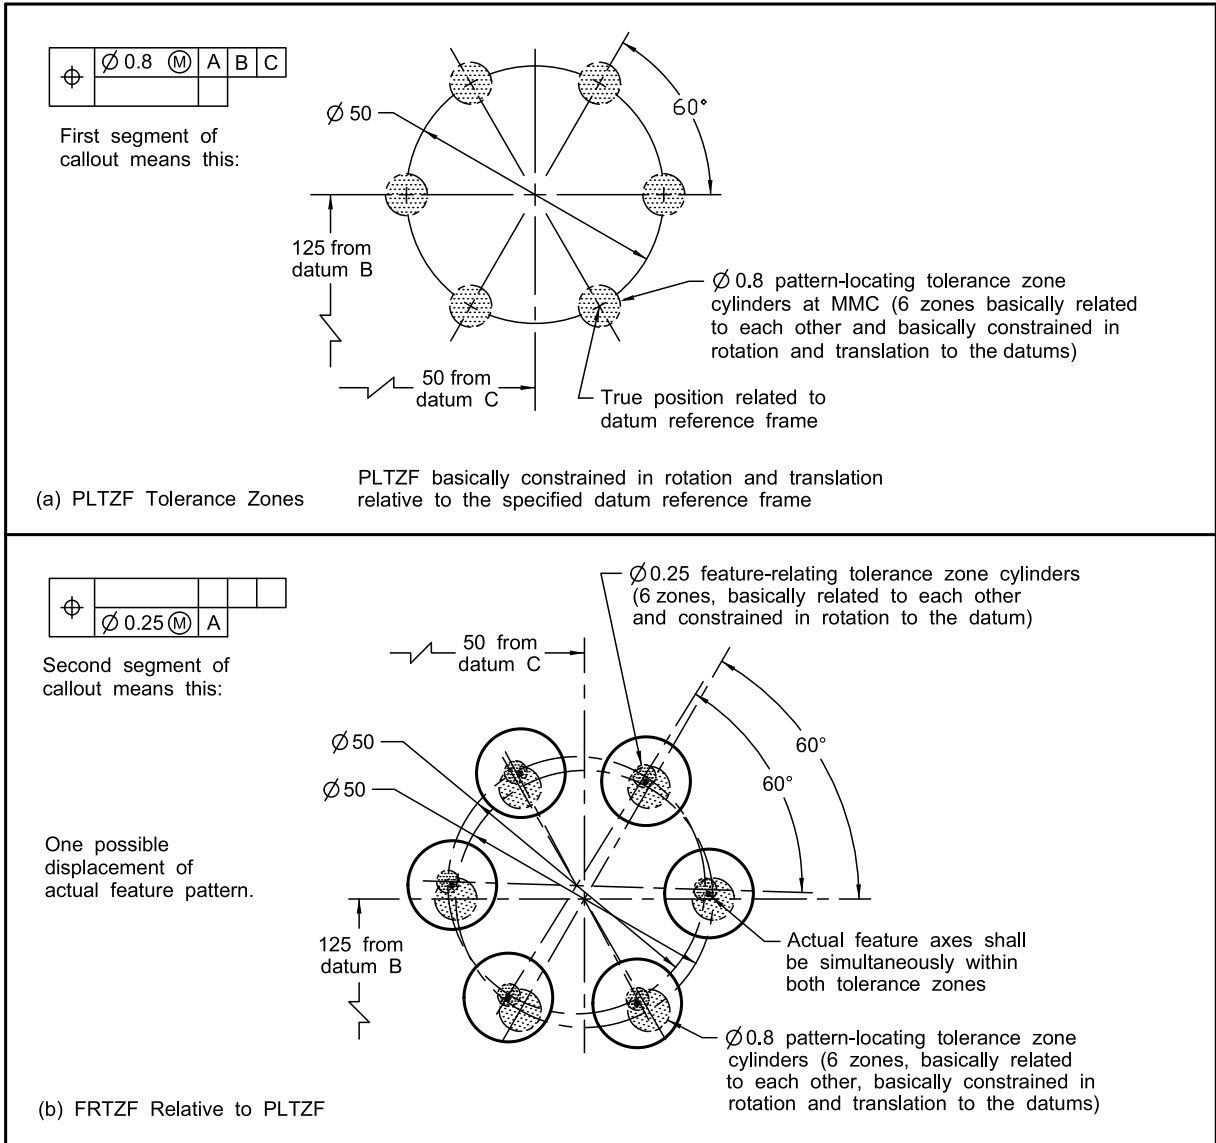 ⌖ ∅ 0.8 Ⓜ A B C
First segment of
callout means this:
∅ 50
60°
125 from
datum B
50 from
datum C
∅ 0.8 pattern-locating tolerance zone
cylinders at MMC (6 zones basically related
to each other and basically constrained in
rotation and translation to the datums)
True position related to
datum reference frame
(a) PLTZF Tolerance Zones
PLTZF basically constrained in rotation and translation
relative to the specified datum reference frame
⌖ ∅ 0.25 Ⓜ A
Second segment of
callout means this:
∅ 0.25 feature-relating tolerance zone cylinders
(6 zones, basically related to each other
and constrained in rotation to the datum)
50 from
datum C
60°
60°
∅ 50
∅ 50
One possible
displacement of
actual feature pattern.
125 from
datum B
Actual feature axes shall
be simultaneously within
both tolerance zones
∅ 0.8 pattern-locating tolerance zone
cylinders (6 zones, basically related
to each other, basically constrained in
rotation and translation to the datums)
(b) FRTZF Relative to PLTZF